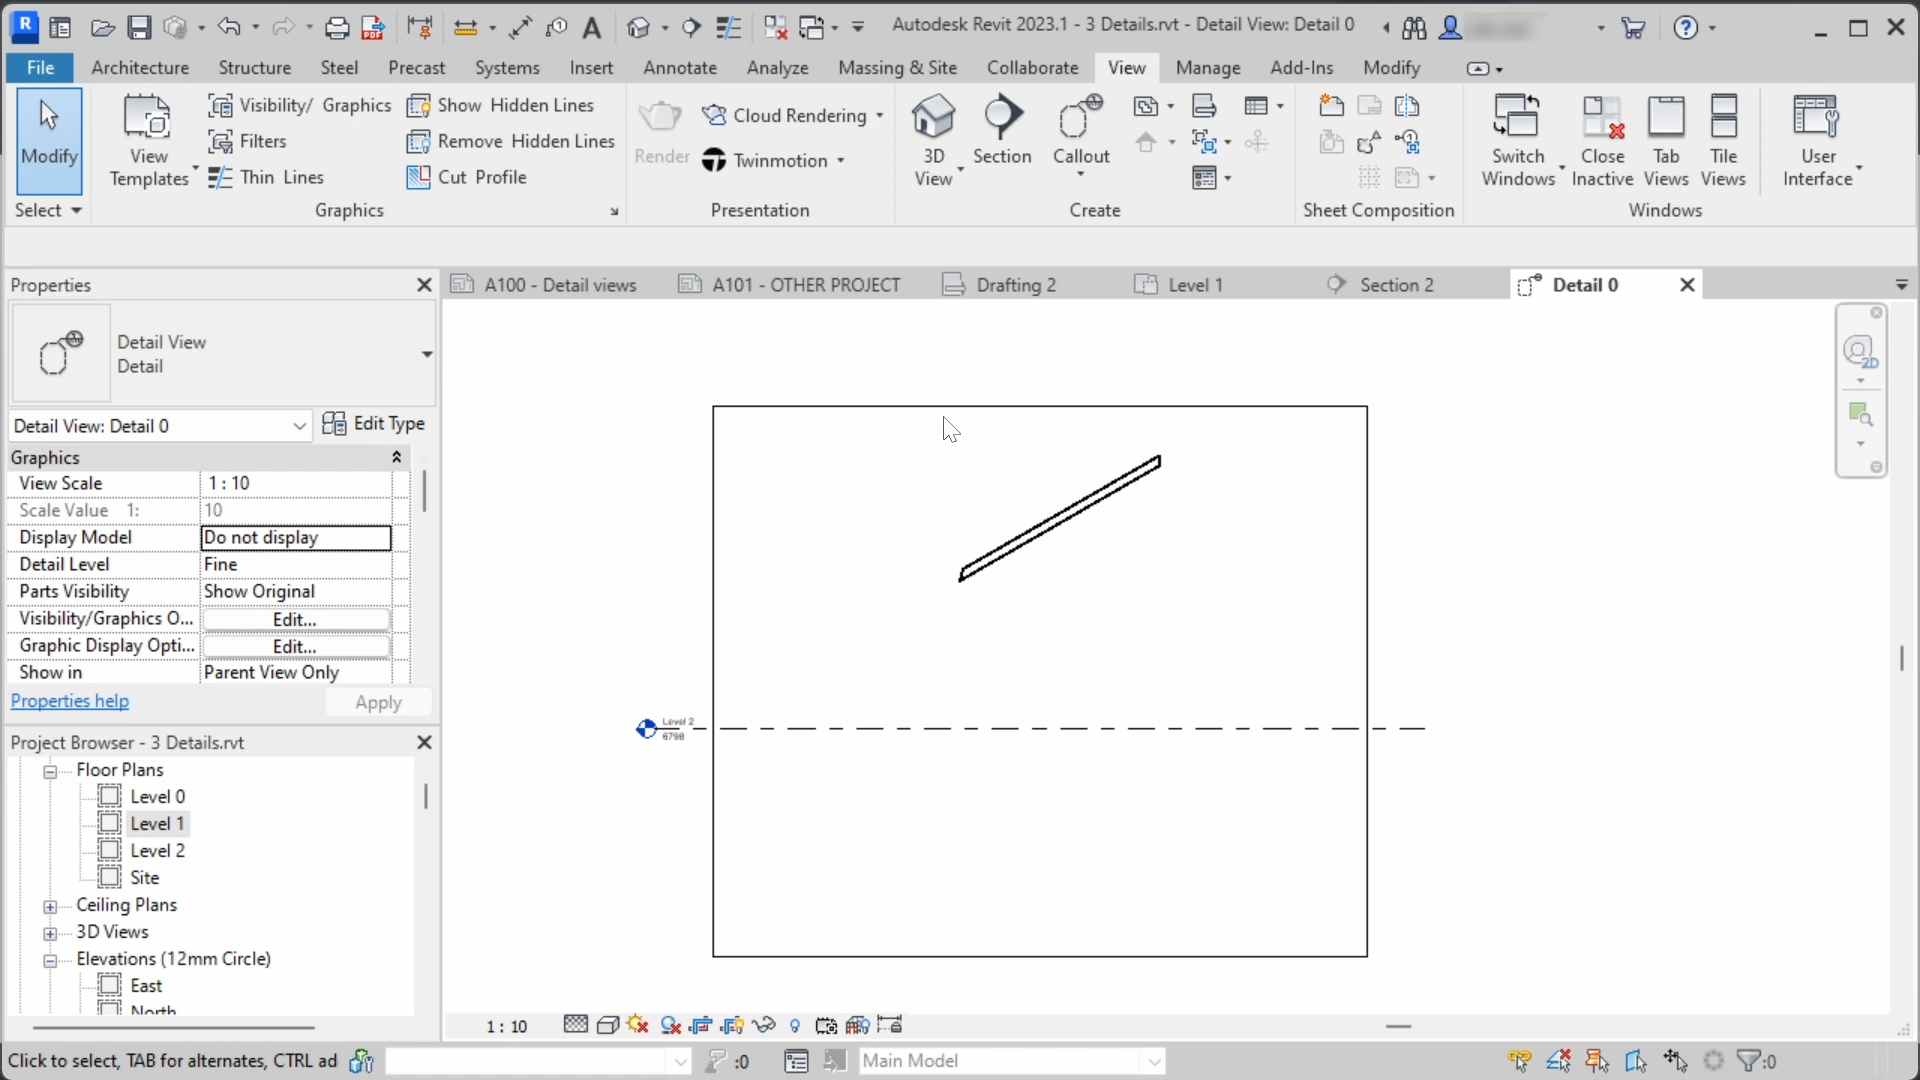 Autodesk Revit 2023.1 - 3 Details.rvt - Detail View: Detail 0
File Architecture Structure Steel Precast Systems Insert Annotate Analyze Massing & Site Collaborate View Manage Add-Ins Modify
Modify
Select
View
Templates
Visibility/ Graphics
Filters
Thin Lines
Show Hidden Lines
Remove Hidden Lines
Cut Profile
Graphics
Render
Cloud Rendering
Twinmotion
Presentation
3D
View
Section
Callout
Create
Sheet Composition
Switch
Windows
Close
Inactive
Tab
Views
Tile
Views
Windows
User
Interface
Properties
A100 - Detail views
A101 - OTHER PROJECT
Drafting 2
Level 1
Section 2
Detail 0
Detail View
Detail
Detail View: Detail 0
Edit Type
Graphics
View Scale 1 : 10
Scale Value 1: 10
Display Model Do not display
Detail Level Fine
Parts Visibility Show Original
Visibility/Graphics O... Edit...
Graphic Display Opti... Edit...
Show in Parent View Only
Properties help
Apply
Level 2
6798
2D
Project Browser - 3 Details.rvt
Floor Plans
Level 0
Level 1
Level 2
Site
Ceiling Plans
3D Views
Elevations (12mm Circle)
East
North
1 : 10
Click to select, TAB for alternates, CTRL ad
:0
Main Model
:0